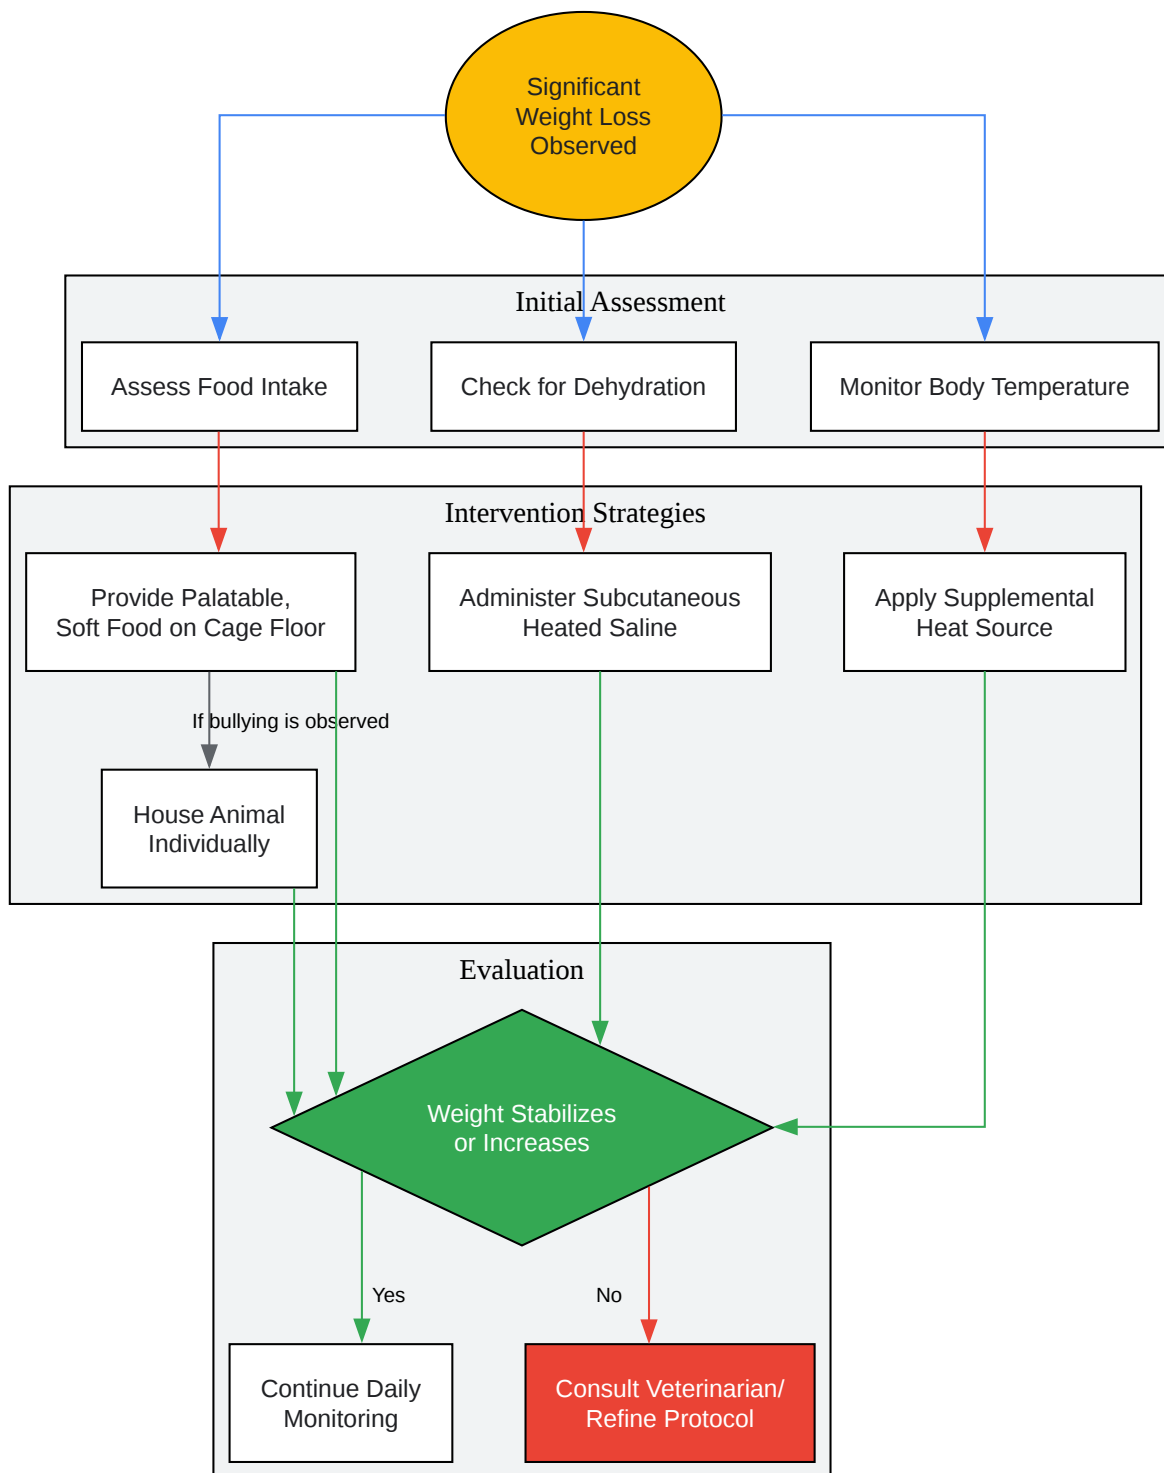 Significant
Weight Loss
Observed
Initial Assessment
Assess Food Intake
Check for Dehydration
Monitor Body Temperature
Intervention Strategies
Provide Palatable,
Soft Food on Cage Floor
Administer Subcutaneous
Heated Saline
Apply Supplemental
Heat Source
If bullying is observed
House Animal
Individually
Evaluation
Weight Stabilizes
or Increases
Yes
No
Continue Daily
Monitoring
Consult Veterinarian/
Refine Protocol